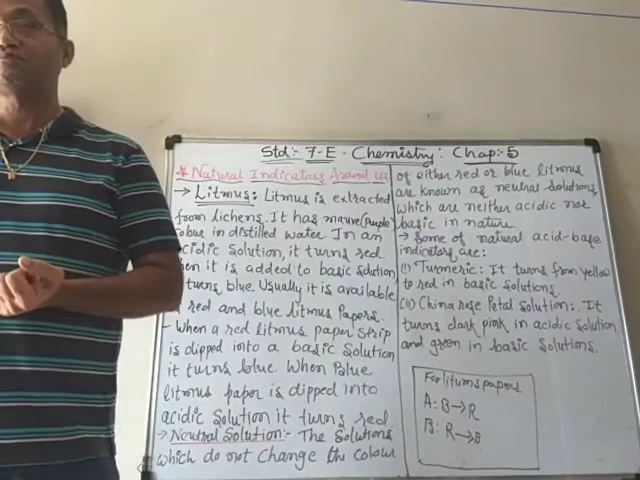 Std:- 7-E - Chemistry: Chap:-5
* Natural Indicators Around us
→ Litmus: Litmus is extracted
from lichens. It has mauve (Purple)
colour in distilled water. In an
acidic Solution, it turns red
when it is added to basic solution
turns blue. Usually it is available
red and blue litmus Papers.
- When a red litmus paper Strip
is dipped into a basic Solution
it turns blue. When Blue
litmus paper is dipped into
acidic Solution it turns red.
→ Neutral Solution:- The Solutions
which do not change the colour
of either red or blue litmus
are known as neutral solutions,
which are neither acidic not
basic in nature
→ Some of natural acid-base
indicators are:
(i) Turmeric: It turns from yellow
to red in basic solutions.
(ii) China rose Petal Solution: It
turns dark pink in acidic solution
and green in basic Solutions.
For litums papers
A: B→R
B: R→B